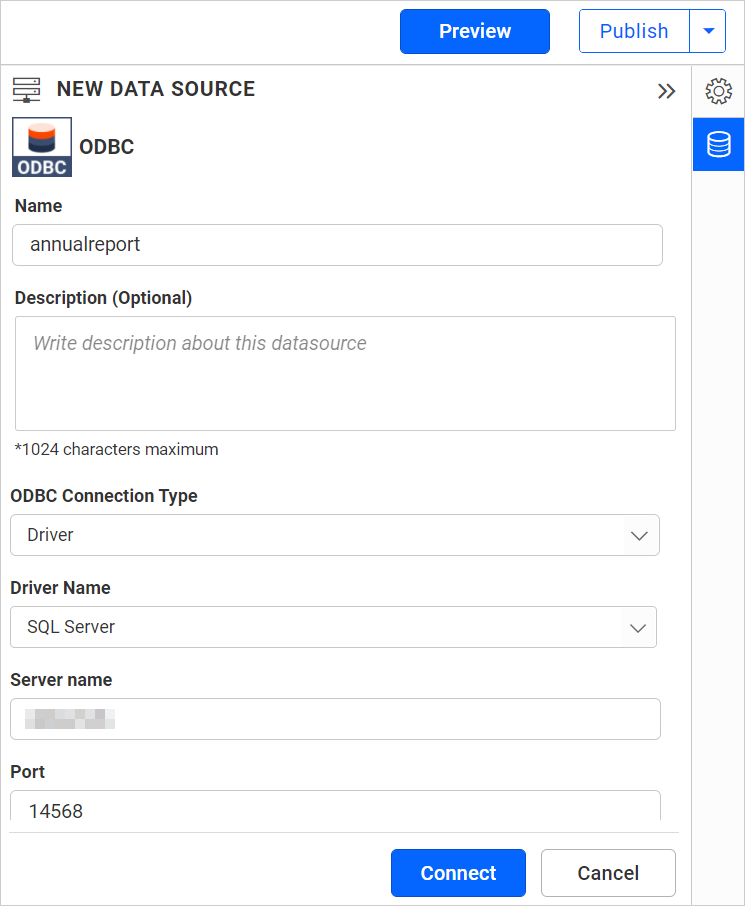 Preview
Publish
NEW DATA SOURCE
ODBC
ODBC
Name
annualreport
Description (Optional)
Write description about this datasource
*1024 characters maximum
ODBC Connection Type
Driver
Driver Name
SQL Server
Server name
Port
14568
Connect
Cancel